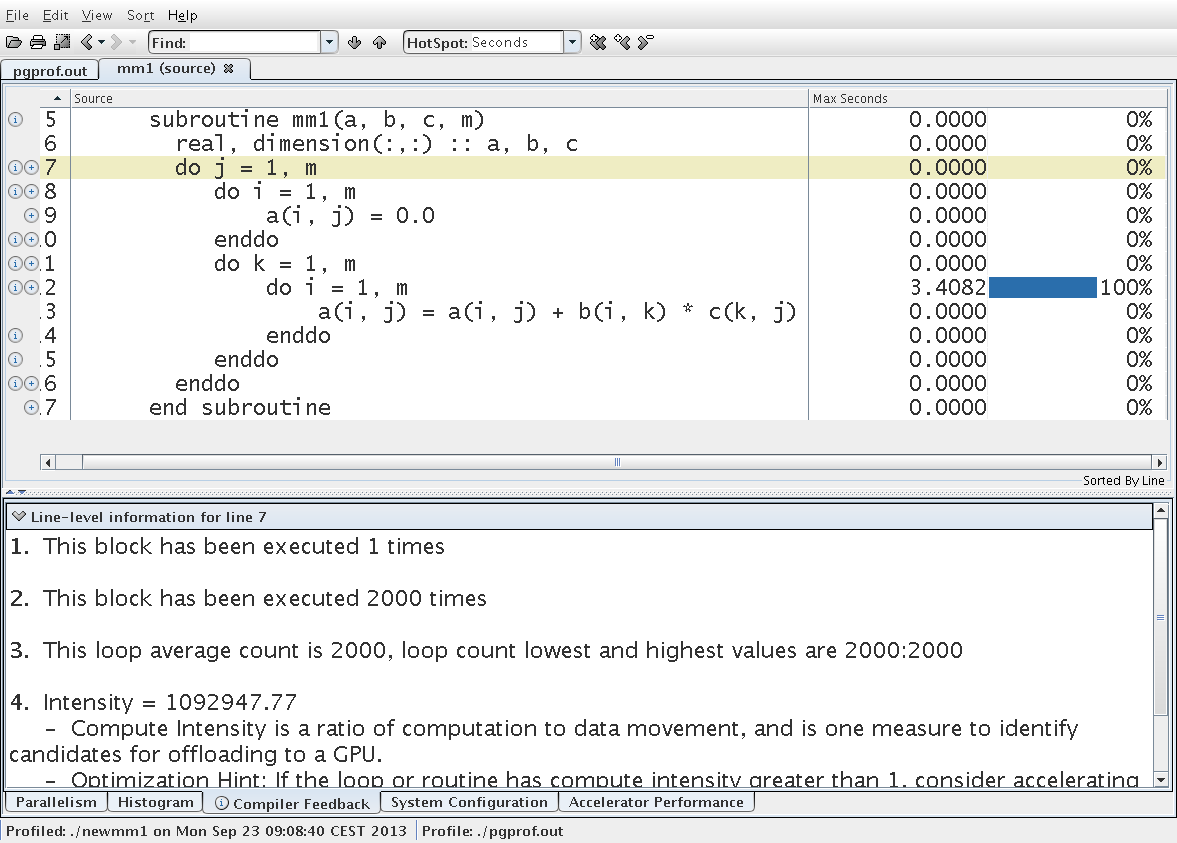 File Edit View Sort Help
Find: HotSpot: Seconds
pgprof.out mm1 (source)
Source Max Seconds
5 subroutine mm1(a, b, c, m) 0.0000 0%
6 real, dimension(:,:) :: a, b, c 0.0000 0%
7 do j = 1, m 0.0000 0%
8 do i = 1, m 0.0000 0%
9 a(i, j) = 0.0 0.0000 0%
.0 enddo 0.0000 0%
.1 do k = 1, m 0.0000 0%
.2 do i = 1, m 3.4082 100%
.3 a(i, j) = a(i, j) + b(i, k) * c(k, j) 0.0000 0%
.4 enddo 0.0000 0%
.5 enddo 0.0000 0%
.6 enddo 0.0000 0%
.7 end subroutine 0.0000 0%
Sorted By Line
Line-level information for line 7
1. This block has been executed 1 times
2. This block has been executed 2000 times
3. This loop average count is 2000, loop count lowest and highest values are 2000:2000
4. Intensity = 1092947.77
– Compute Intensity is a ratio of computation to data movement, and is one measure to identify
candidates for offloading to a GPU.
– Optimization Hint: If the loop or routine has compute intensity greater than 1, consider accelerating
Parallelism Histogram Compiler Feedback System Configuration Accelerator Performance
Profiled: ./newmm1 on Mon Sep 23 09:08:40 CEST 2013 Profile: ./pgprof.out